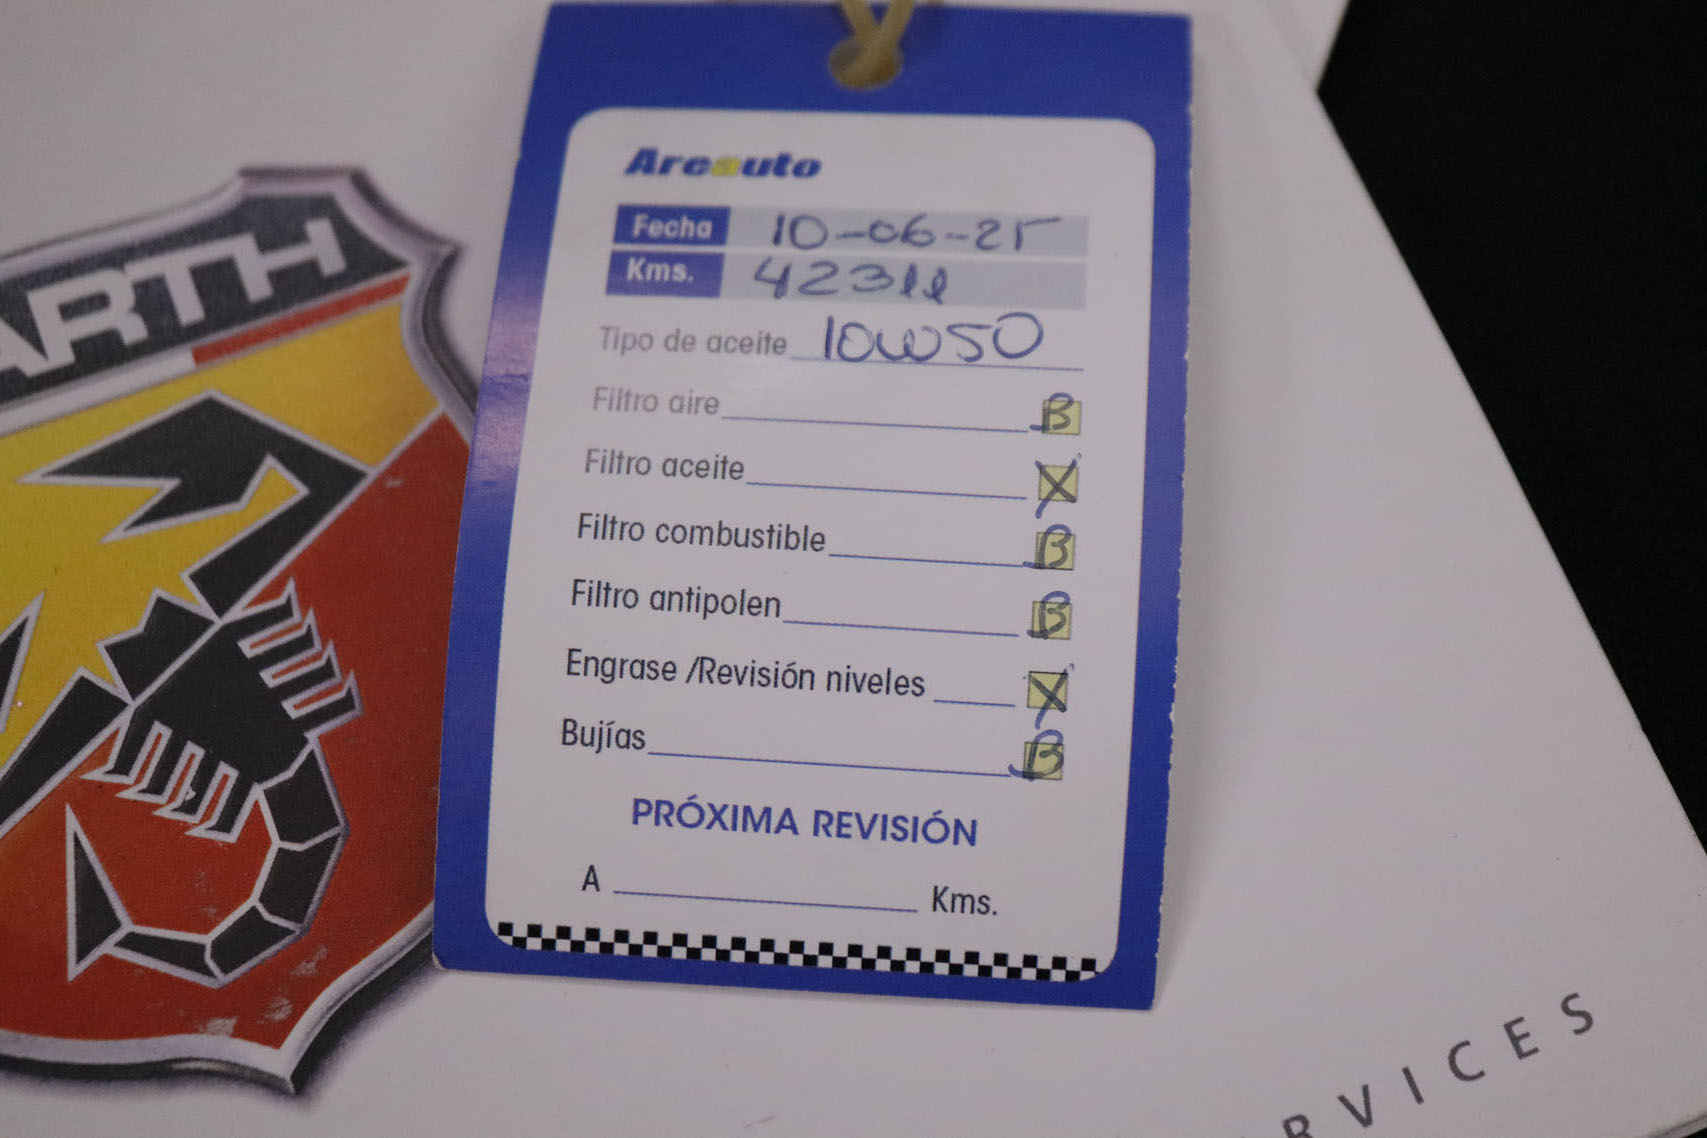 ARTH
Arcauto
Fecha 10-06-25
Kms. 42311
Tipo de aceite 10W50
Filtro aire B
Filtro aceite X
Filtro combustible B
Filtro antipolen B
Engrase /Revisión niveles X
Bujías B
PRÓXIMA REVISIÓN
A Kms.
RVICES